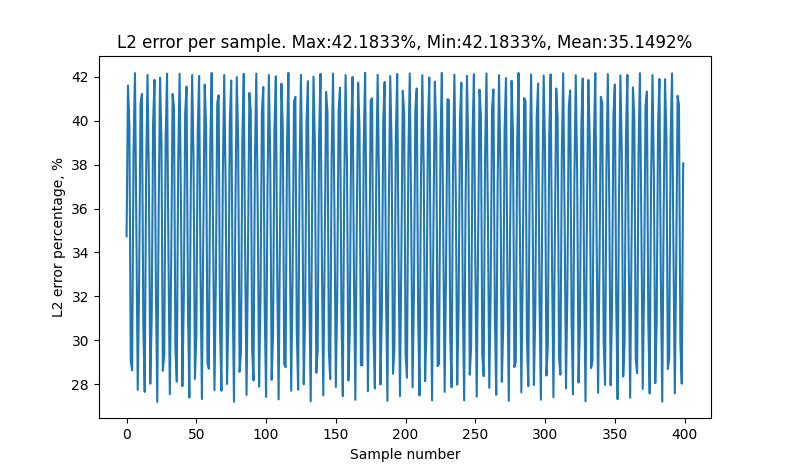 L2 error per sample. Max:42.1833%, Min:42.1833%, Mean:35.1492%
42
40
38
36
34
32
30
28
L2 error percentage, %
0 50 100 150 200 250 300 350 400
Sample number